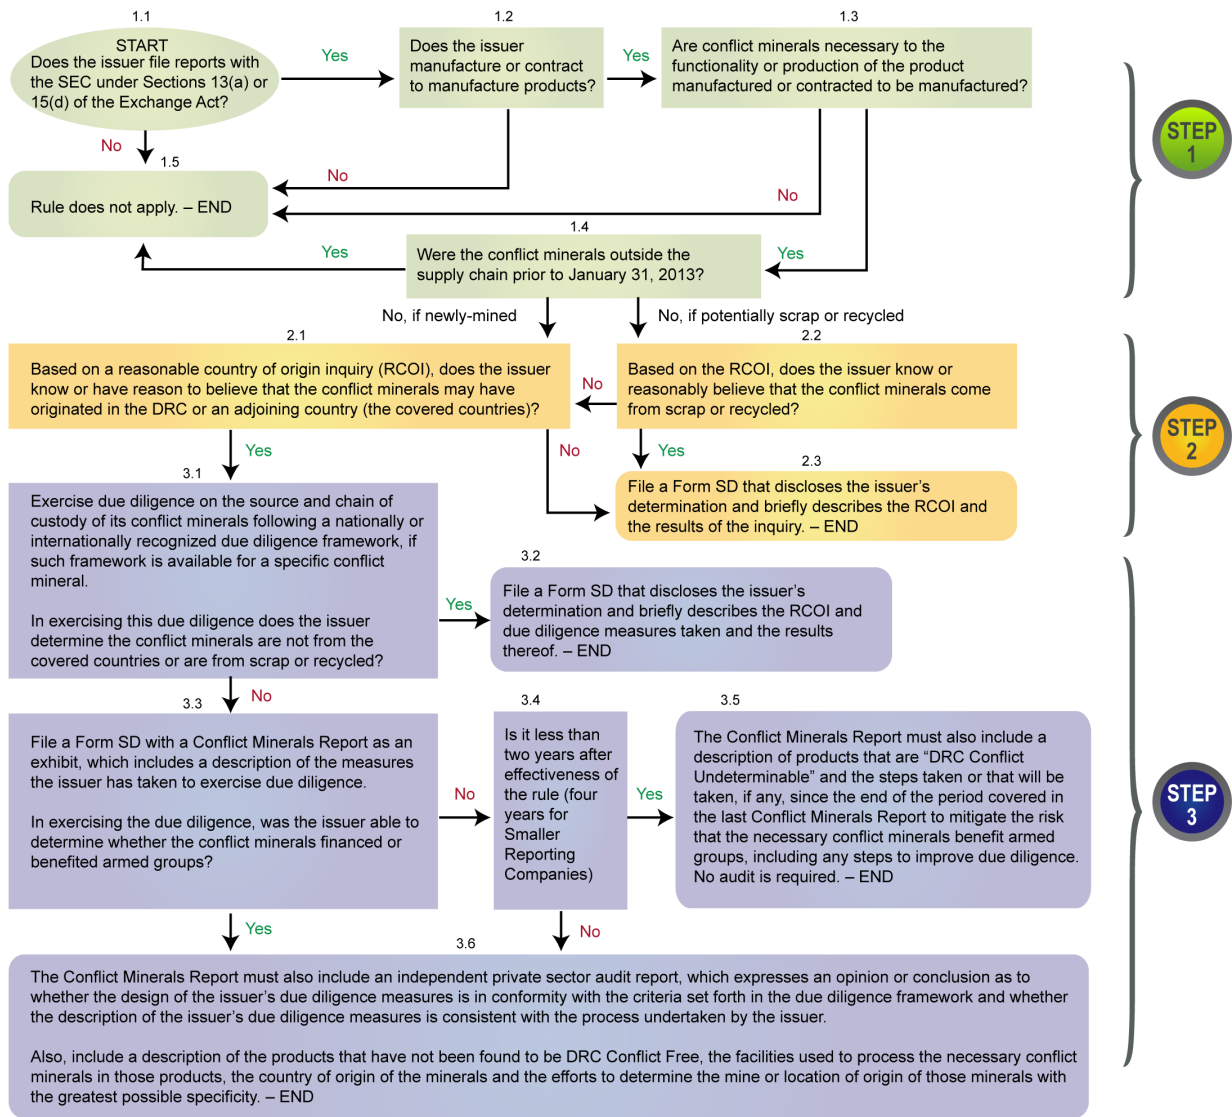 1.1
START
Does the issuer file reports with
the SEC under Sections 13(a) or
15(d) of the Exchange Act?
Yes
1.2
Does the issuer
manufacture or contract
to manufacture products?
Yes
1.3
Are conflict minerals necessary to the
functionality or production of the product
manufactured or contracted to be manufactured?
STEP
1
No
1.5
Rule does not apply. – END
No
No
1.4
Yes
Were the conflict minerals outside the
supply chain prior to January 31, 2013?
Yes
No, if newly-mined
No, if potentially scrap or recycled
2.1
Based on a reasonable country of origin inquiry (RCOI), does the issuer
know or have reason to believe that the conflict minerals may have
originated in the DRC or an adjoining country (the covered countries)?
No
2.2
Based on the RCOI, does the issuer know or
reasonably believe that the conflict minerals come
from scrap or recycled?
STEP
2
Yes
No
Yes
2.3
File a Form SD that discloses the issuer’s
determination and briefly describes the RCOI and
the results of the inquiry. – END
3.1
Exercise due diligence on the source and chain of
custody of its conflict minerals following a nationally or
internationally recognized due diligence framework, if
such framework is available for a specific conflict
mineral.
In exercising this due diligence does the issuer
determine the conflict minerals are not from the
covered countries or are from scrap or recycled?
Yes
3.2
File a Form SD that discloses the issuer’s
determination and briefly describes the RCOI and
due diligence measures taken and the results
thereof. – END
No
3.3
File a Form SD with a Conflict Minerals Report as an
exhibit, which includes a description of the measures
the issuer has taken to exercise due diligence.
In exercising the due diligence, was the issuer able to
determine whether the conflict minerals financed or
benefited armed groups?
No
3.4
Is it less than
two years after
effectiveness of
the rule (four
years for
Smaller
Reporting
Companies)
Yes
3.5
The Conflict Minerals Report must also include a
description of products that are “DRC Conflict
Undeterminable” and the steps taken or that will be
taken, if any, since the end of the period covered in
the last Conflict Minerals Report to mitigate the risk
that the necessary conflict minerals benefit armed
groups, including any steps to improve due diligence.
No audit is required. – END
STEP
3
Yes
No
3.6
The Conflict Minerals Report must also include an independent private sector audit report, which expresses an opinion or conclusion as to
whether the design of the issuer’s due diligence measures is in conformity with the criteria set forth in the due diligence framework and whether
the description of the issuer’s due diligence measures is consistent with the process undertaken by the issuer.
Also, include a description of the products that have not been found to be DRC Conflict Free, the facilities used to process the necessary conflict
minerals in those products, the country of origin of the minerals and the efforts to determine the mine or location of origin of those minerals with
the greatest possible specificity. – END